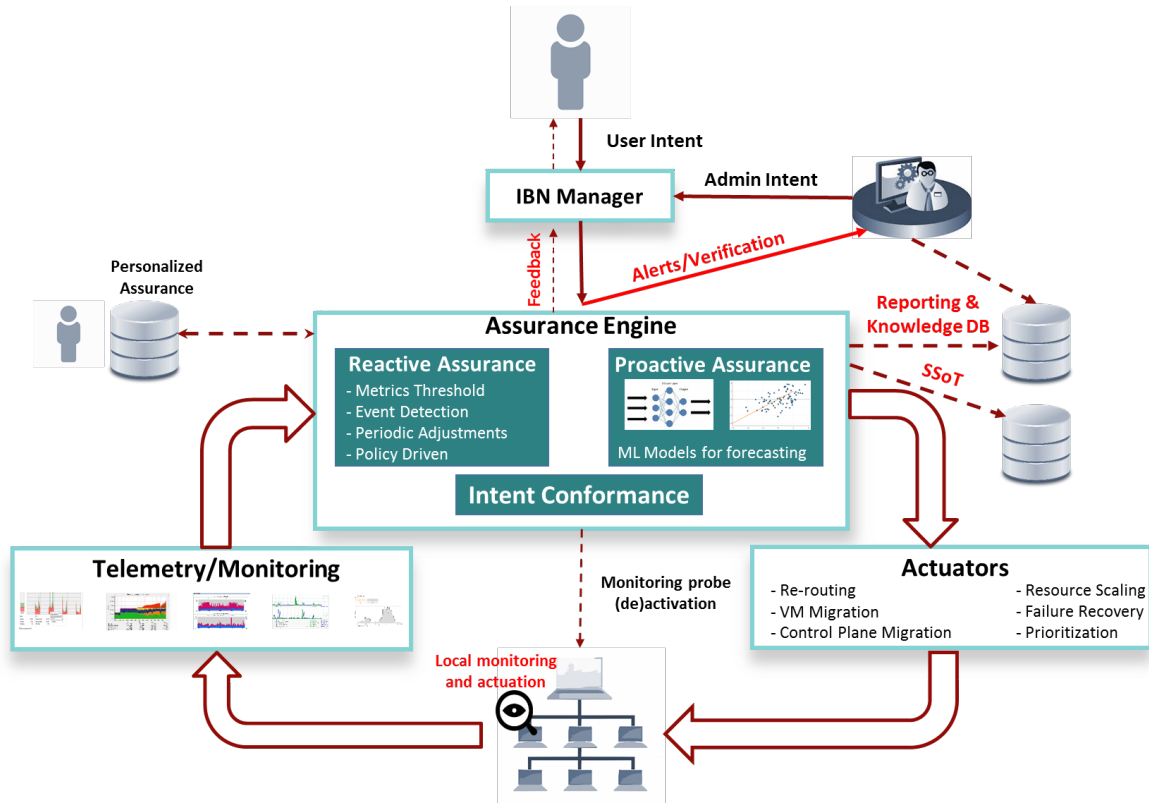 User Intent
Admin Intent
IBN Manager
Feedback
Alerts/Verification
Personalized
Assurance
Reporting &
Knowledge DB
SSoT
Assurance Engine
Reactive Assurance
- Metrics Threshold
- Event Detection
- Periodic Adjustments
- Policy Driven
Proactive Assurance
ML Models for forecasting
Intent Conformance
Telemetry/Monitoring
Monitoring probe
(de)activation
Actuators
- Re-routing
- VM Migration
- Control Plane Migration
- Resource Scaling
- Failure Recovery
- Prioritization
Local monitoring
and actuation